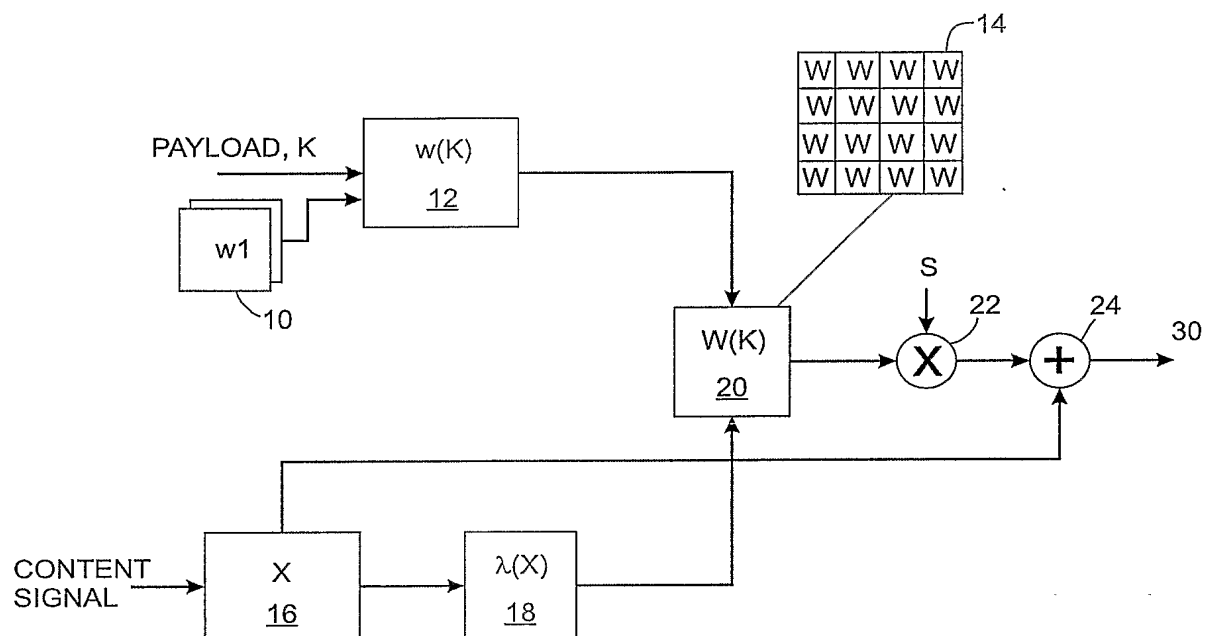 14
W W W W
W W W W
W W W W
W W W W
PAYLOAD, K
w(K)
12
w1
10
S
22
24
30
W(K)
20
CONTENT
SIGNAL
X
16
λ(X)
18
X
+